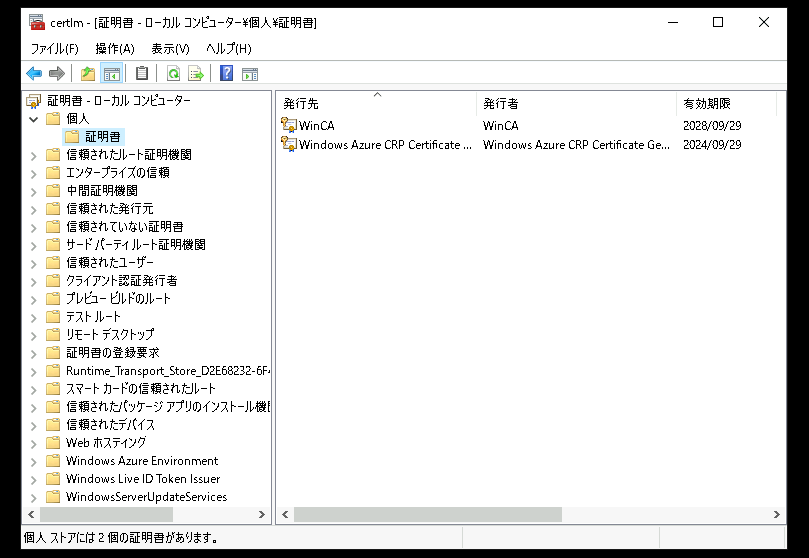 certlm - [証明書 - ローカル コンピューター¥個人¥証明書]
ファイル(F) 操作(A) 表示(V) ヘルプ(H)
証明書 - ローカル コンピューター
個人
証明書
信頼されたルート証明機関
エンタープライズの信頼
中間証明機関
信頼された発行元
信頼されていない証明書
サード パーティ ルート証明機関
信頼されたユーザー
クライアント認証発行者
プレビュー ビルドのルート
テスト ルート
リモート デスクトップ
証明書の登録要求
Runtime_Transport_Store_D2E68232-6F
スマート カードの信頼されたルート
信頼されたパッケージ アプリのインストール機
信頼されたデバイス
Web ホスティング
Windows Azure Environment
Windows Live ID Token Issuer
WindowsServerUpdateServices
発行先 発行者 有効期限
WinCA WinCA 2028/09/29
Windows Azure CRP Certificate ... Windows Azure CRP Certificate Ge... 2024/09/29
個人 ストアには 2 個の証明書があります。